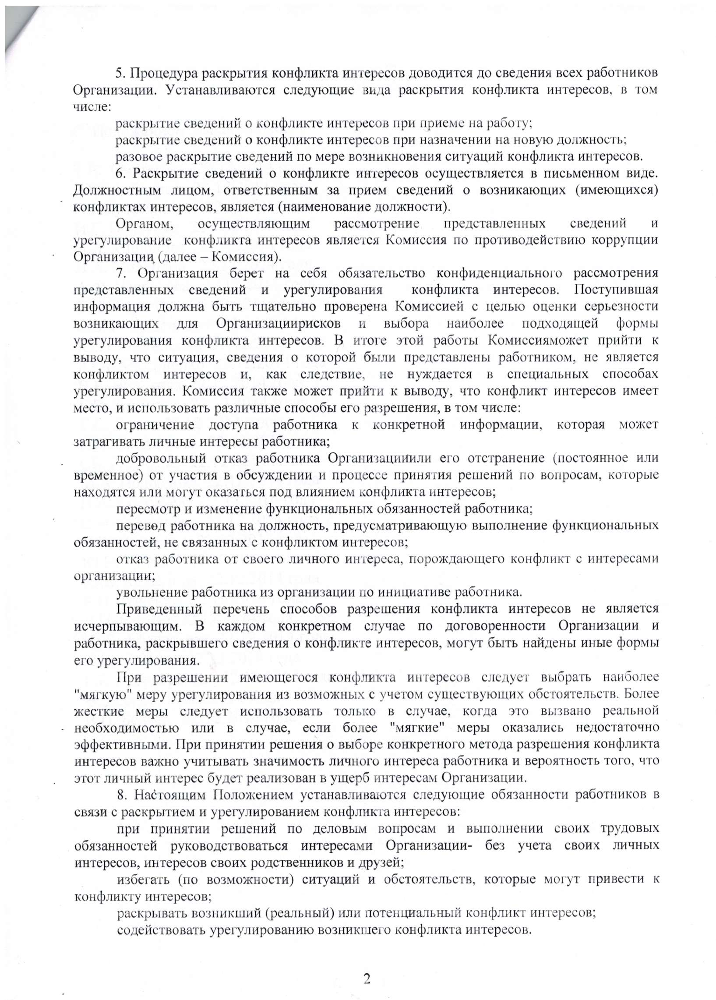 5. Процедура раскрытия конфликта интересов доводится до сведения всех работников
Организации. Устанавливаются следующие вида раскрытия конфликта интересов, в том
числе:
раскрытие сведений о конфликте интересов при приеме на работу;
раскрытие сведений о конфликте интересов при назначении на новую должность;
разовое раскрытие сведений по мере возникновения ситуаций конфликта интересов.
6. Раскрытие сведений о конфликте интересов осуществляется в письменном виде.
Должностным лицом, ответственным за прием сведений о возникающих (имеющихся)
конфликтах интересов, является (наименование должности).
Органом, осуществляющим рассмотрение представленных сведений и
урегулирование конфликта интересов является Комиссия по противодействию коррупции
Организации (далее – Комиссия).
7. Организация берет на себя обязательство конфиденциального рассмотрения
представленных сведений и урегулирования конфликта интересов. Поступившая
информация должна быть тщательно проверена Комиссией с целью оценки серьезности
возникающих для Организациирисков и выбора наиболее подходящей формы
урегулирования конфликта интересов. В итоге этой работы Комиссияможет прийти к
выводу, что ситуация, сведения о которой были представлены работником, не является
конфликтом интересов и, как следствие, не нуждается в специальных способах
урегулирования. Комиссия также может прийти к выводу, что конфликт интересов имеет
место, и использовать различные способы его разрешения, в том числе:
ограничение доступа работника к конкретной информации, которая может
затрагивать личные интересы работника;
добровольный отказ работника Организацииили его отстранение (постоянное или
временное) от участия в обсуждении и процессе принятия решений по вопросам, которые
находятся или могут оказаться под влиянием конфликта интересов;
пересмотр и изменение функциональных обязанностей работника;
перевод работника на должность, предусматривающую выполнение функциональных
обязанностей, не связанных с конфликтом интересов;
отказ работника от своего личного интереса, порождающего конфликт с интересами
организации;
увольнение работника из организации по инициативе работника.
Приведенный перечень способов разрешения конфликта интересов не является
исчерпывающим. В каждом конкретном случае по договоренности Организации и
работника, раскрывшего сведения о конфликте интересов, могут быть найдены иные формы
его урегулирования.
При разрешении имеющегося конфликта интересов следует выбрать наиболее
"мягкую" меру урегулирования из возможных с учетом существующих обстоятельств. Более
жесткие меры следует использовать только в случае, когда это вызвано реальной
необходимостью или в случае, если более "мягкие" меры оказались недостаточно
эффективными. При принятии решения о выборе конкретного метода разрешения конфликта
интересов важно учитывать значимость личного интереса работника и вероятность того, что
этот личный интерес будет реализован в ущерб интересам Организации.
8. Настоящим Положением устанавливаются следующие обязанности работников в
связи с раскрытием и урегулированием конфликта интересов:
при принятии решений по деловым вопросам и выполнении своих трудовых
обязанностей руководствоваться интересами Организации- без учета своих личных
интересов, интересов своих родственников и друзей;
избегать (по возможности) ситуаций и обстоятельств, которые могут привести к
конфликту интересов;
раскрывать возникший (реальный) или потенциальный конфликт интересов;
содействовать урегулированию возникшего конфликта интересов.
2